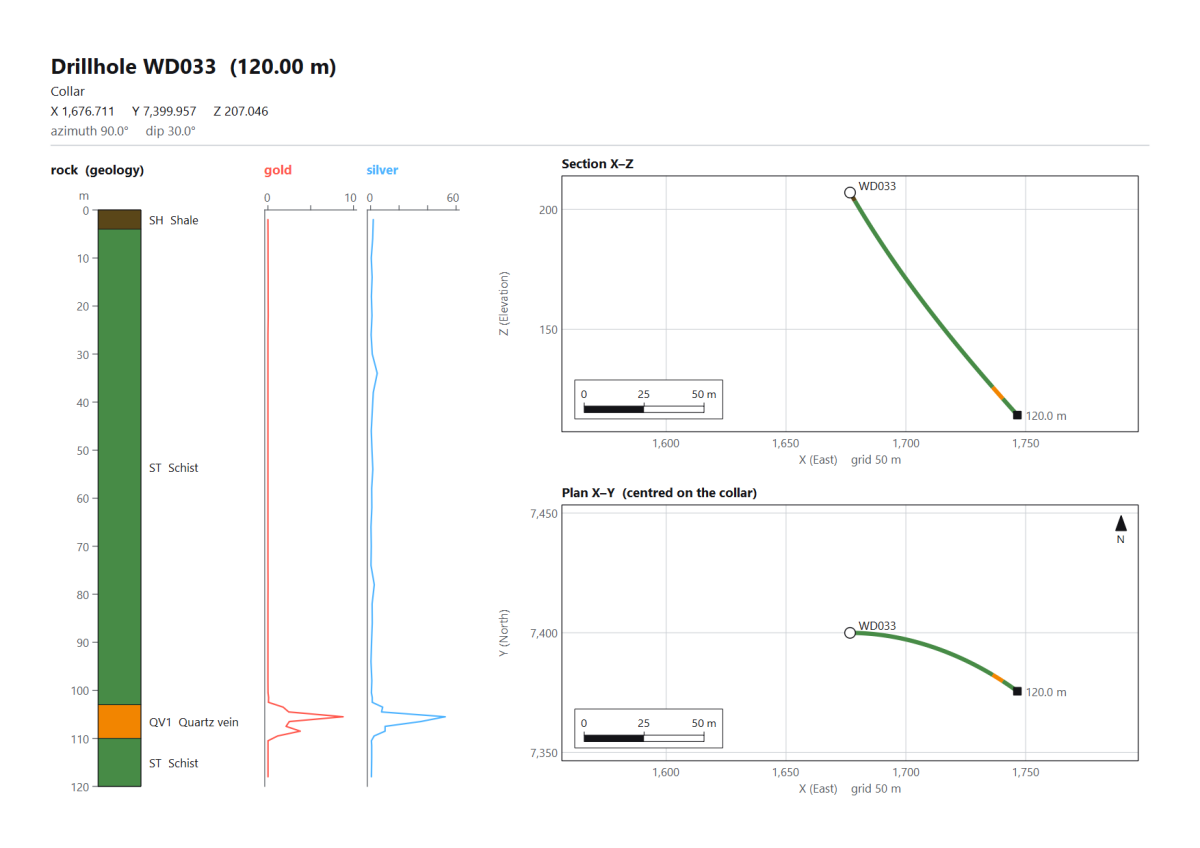 Drillhole WD033 (120.00 m)
Collar
X 1,676.711 Y 7,399.957 Z 207.046
azimuth 90.0° dip 30.0°
rock (geology)
gold
silver
m
0 10
0 60
0
10
20
30
40
50
60
70
80
90
100
110
120
SH Shale
ST Schist
QV1 Quartz vein
ST Schist
Section X–Z
WD033
200
150
Z (Elevation)
0 25 50 m
120.0 m
1,600 1,650 1,700 1,750
X (East) grid 50 m
Plan X–Y (centred on the collar)
7,450
7,400
7,350
Y (North)
N
WD033
120.0 m
0 25 50 m
1,600 1,650 1,700 1,750
X (East) grid 50 m